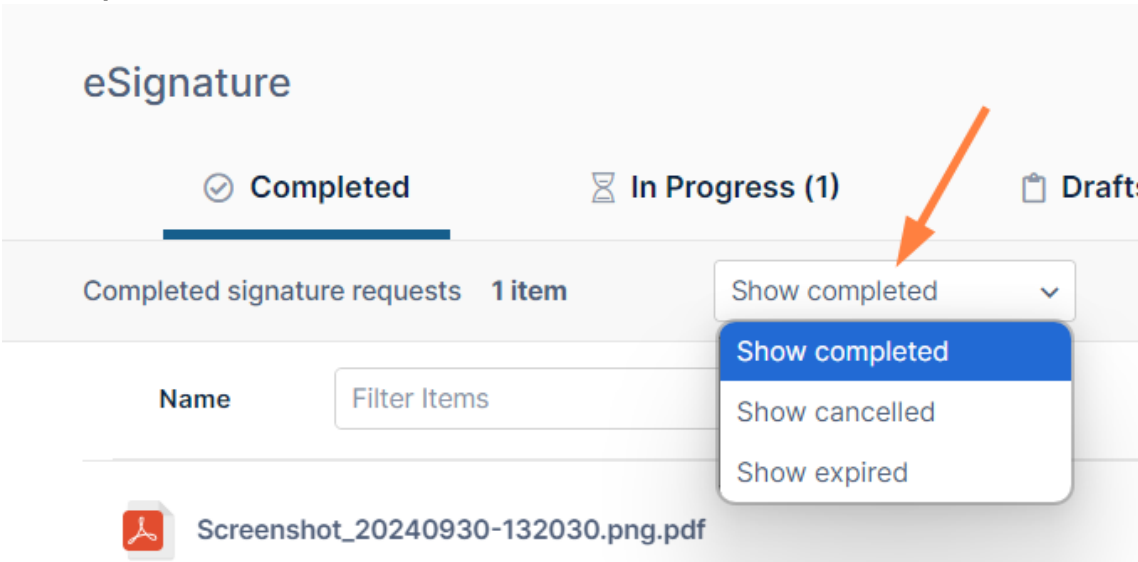 eSignature
Completed
In Progress (1)
Drafts
Completed signature requests 1 item
Show completed
Show completed
Name
Filter Items
Show cancelled
Show expired
Screenshot_20240930-132030.png.pdf